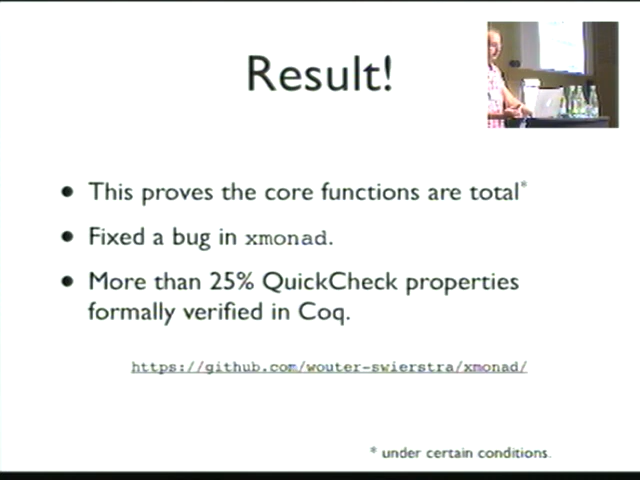 Result!
This proves the core functions are total*
Fixed a bug in xmonad.
More than 25% QuickCheck properties
formally verified in Coq.
https://github.com/wouter-swierstra/xmonad/
* under certain conditions.